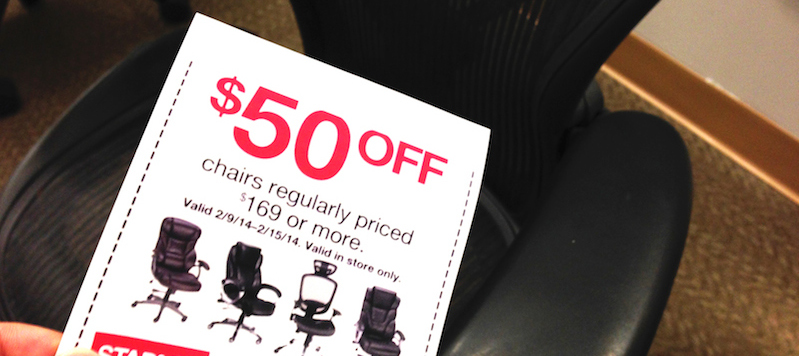 $50 OFF
chairs regularly priced
$169 or more.
Valid 2/9/14–2/15/14. Valid in store only.